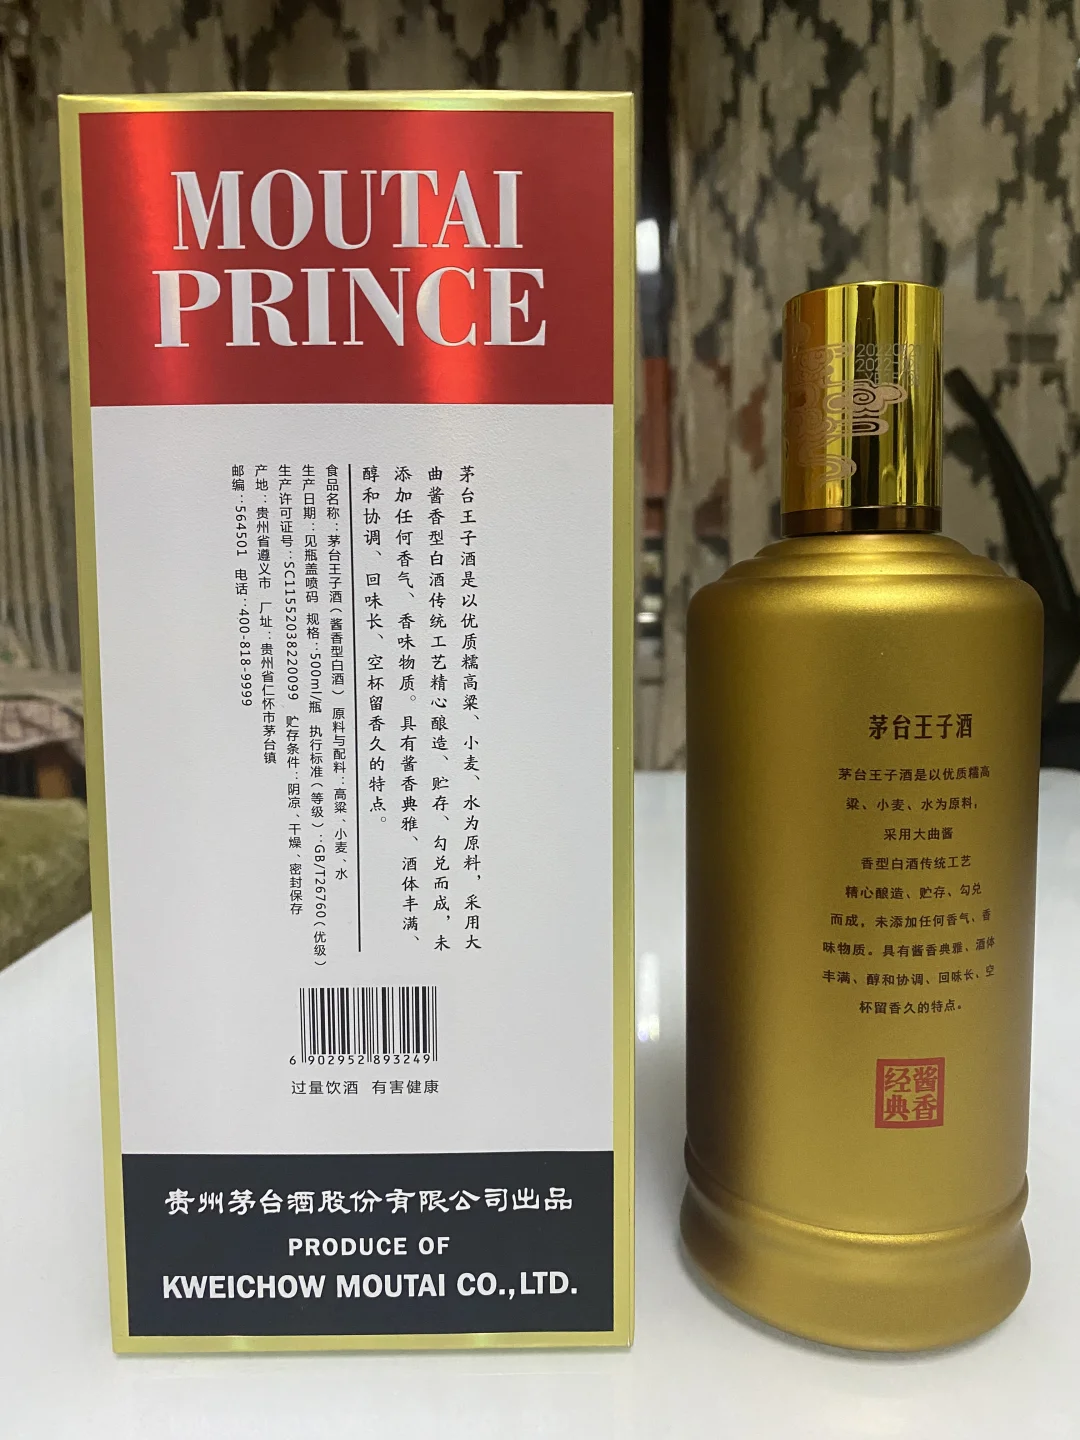 MOUTAI
PRINCE
茅台王子酒是以优质糯高粱、小麦、水为原料，采用大
曲酱香型白酒传统工艺精心酿造、贮存、勾兑而成，未
添加任何香气、香味物质。具有酱香典雅、酒体丰满、
醇和协调、回味长、空杯留香久的特点。
食品名称：茅台王子酒（酱香型白酒） 原料与配料：高粱、小麦、水
生产日期：见瓶盖喷码 规格：500ml/瓶 执行标准（等级）：GB/T26760（优级）
生产许可证号：SC11552038220099 贮存条件：阴凉、干燥、密封保存
产地：贵州省遵义市 厂址：贵州省仁怀市茅台镇
邮编：564501 电话：400-818-9999
6 902952 893249
过量饮酒 有害健康
贵州茅台酒股份有限公司出品
PRODUCE OF
KWEICHOW MOUTAI CO.,LTD.
茅台王子酒
茅台王子酒是以优质糯高
粱、小麦、水为原料，
采用大曲酱
香型白酒传统工艺
精心酿造、贮存、勾兑
而成，未添加任何香气、香
味物质。具有酱香典雅、酒体
丰满、醇和协调、回味长、空
杯留香久的特点。
酱香
经典